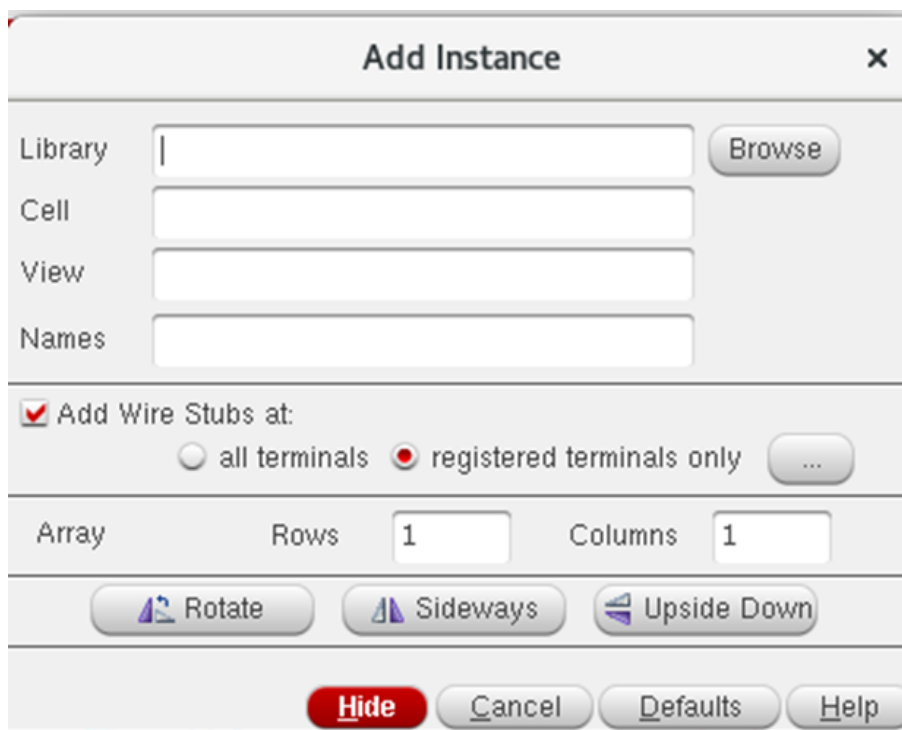 Add Instance
Library Browse
Cell
View
Names
Add Wire Stubs at:
all terminals registered terminals only ...
Array Rows 1 Columns 1
Rotate Sideways Upside Down
Hide Cancel Defaults Help